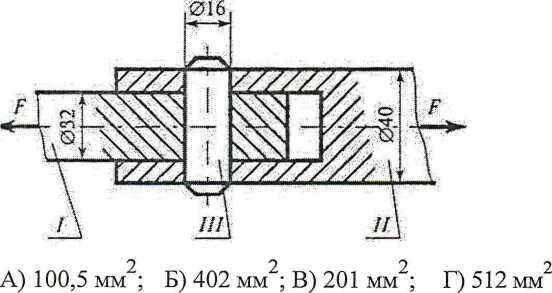 Ø16
F
Ø32
Ø40
F
I
III
II
А) 100,5 мм²; Б) 402 мм²; В) 201 мм²; Г) 512 мм²